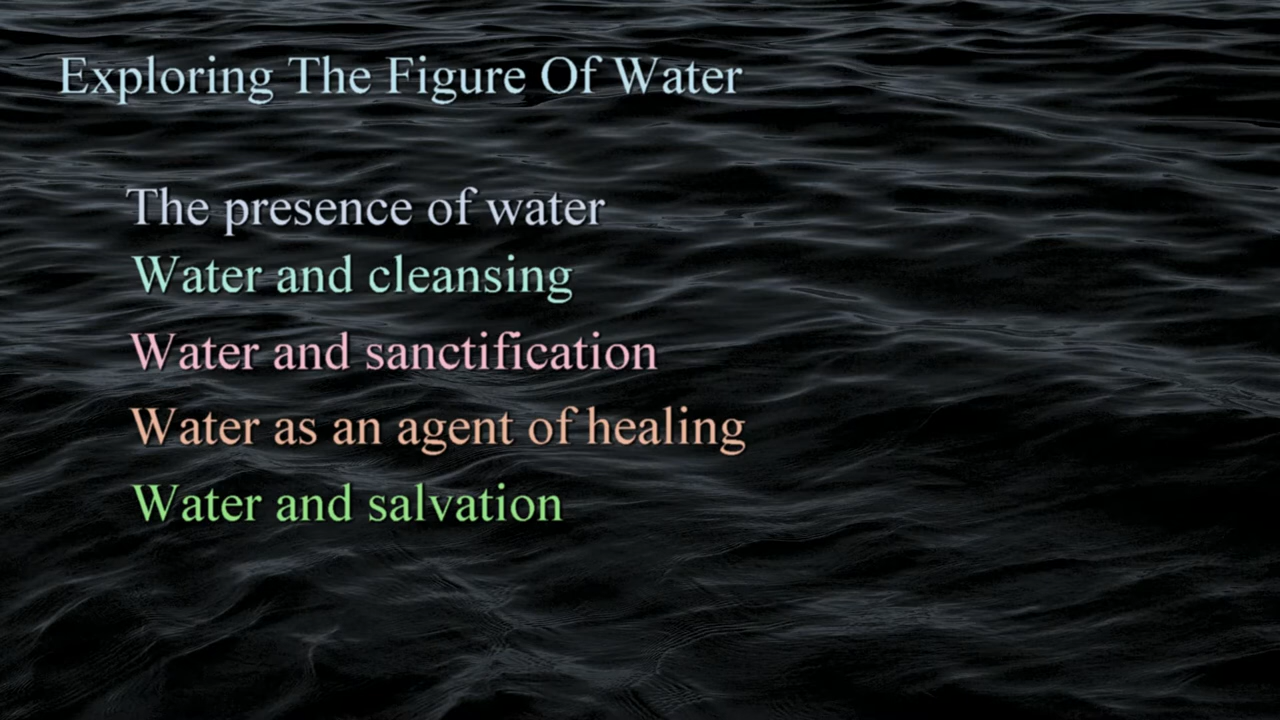 Exploring The Figure Of Water
The presence of water
Water and cleansing
Water and sanctification
Water as an agent of healing
Water and salvation